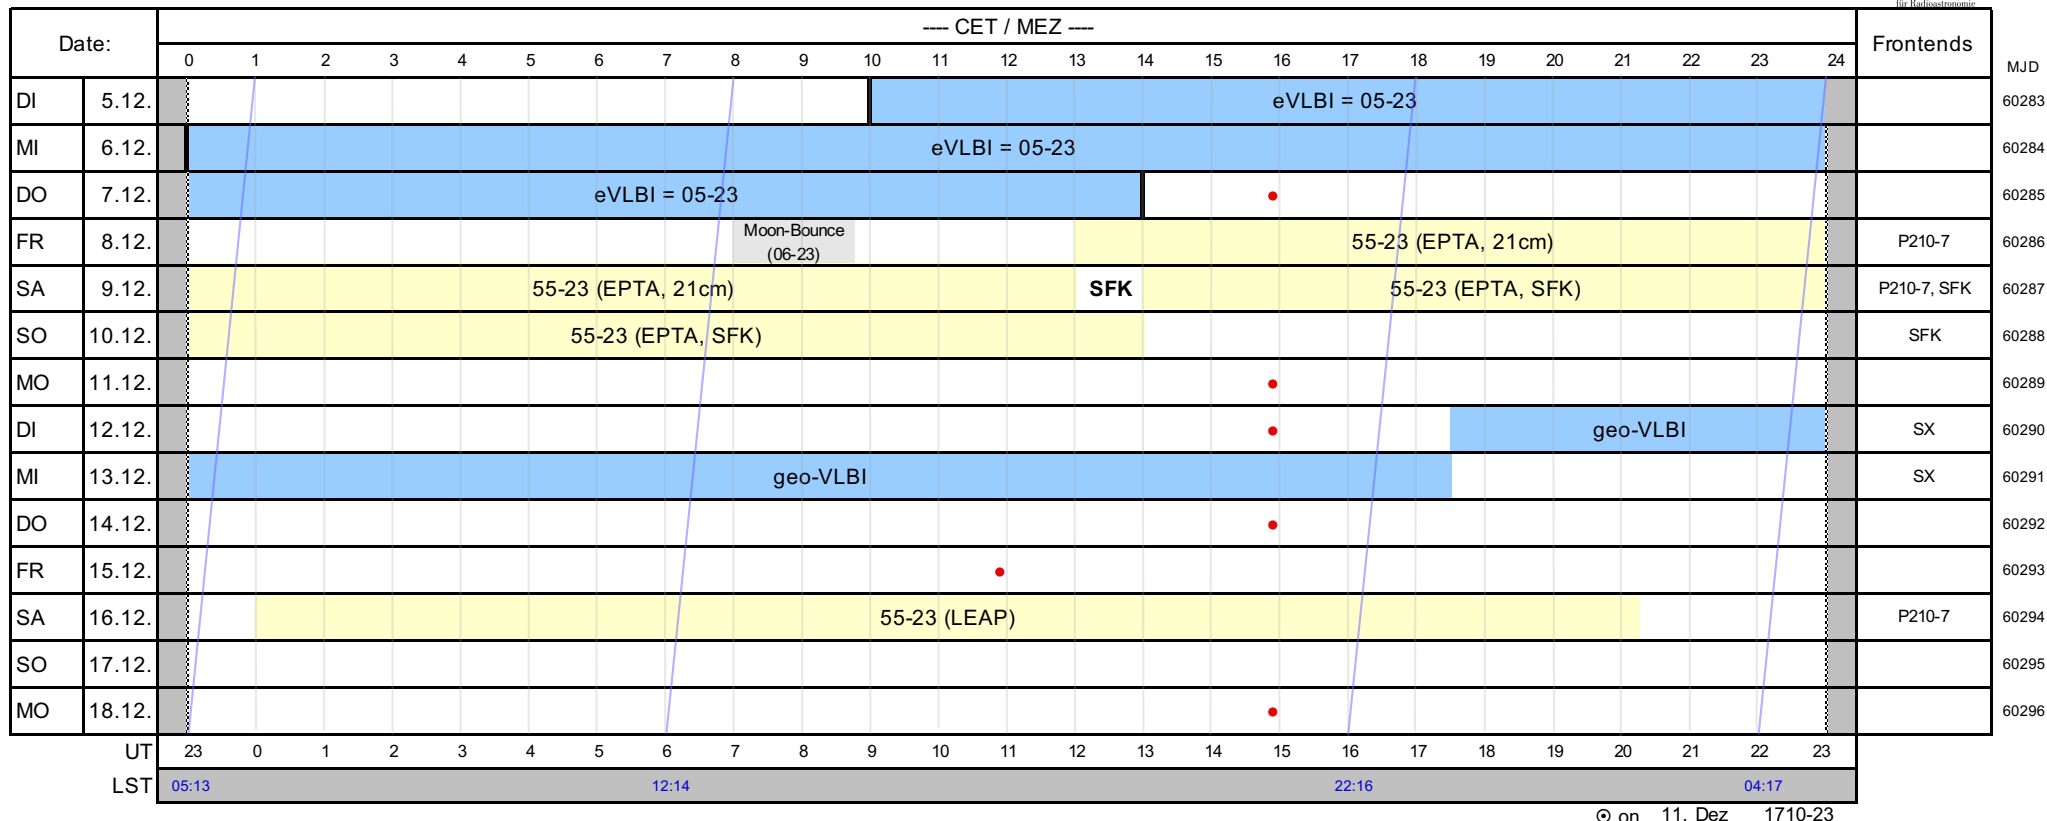 für Radioastronomie
Date:
---- CET / MEZ ----
Frontends
0 1 2 3 4 5 6 7 8 9 10 11 12 13 14 15 16 17 18 19 20 21 22 23 24
MJD
DI 5.12. eVLBI = 05-23 60283
MI 6.12. eVLBI = 05-23 60284
DO 7.12. eVLBI = 05-23 60285
FR 8.12. Moon-Bounce
(06-23) 55-23 (EPTA, 21cm) P210-7 60286
SA 9.12. 55-23 (EPTA, 21cm) SFK 55-23 (EPTA, SFK) P210-7, SFK 60287
SO 10.12. 55-23 (EPTA, SFK) SFK 60288
MO 11.12. 60289
DI 12.12. geo-VLBI SX 60290
MI 13.12. geo-VLBI SX 60291
DO 14.12. 60292
FR 15.12. 60293
SA 16.12. 55-23 (LEAP) P210-7 60294
SO 17.12. 60295
MO 18.12. 60296
UT 23 0 1 2 3 4 5 6 7 8 9 10 11 12 13 14 15 16 17 18 19 20 21 22 23
LST 05:13 12:14 22:16 04:17
⊙ on 11. Dez 1710-23